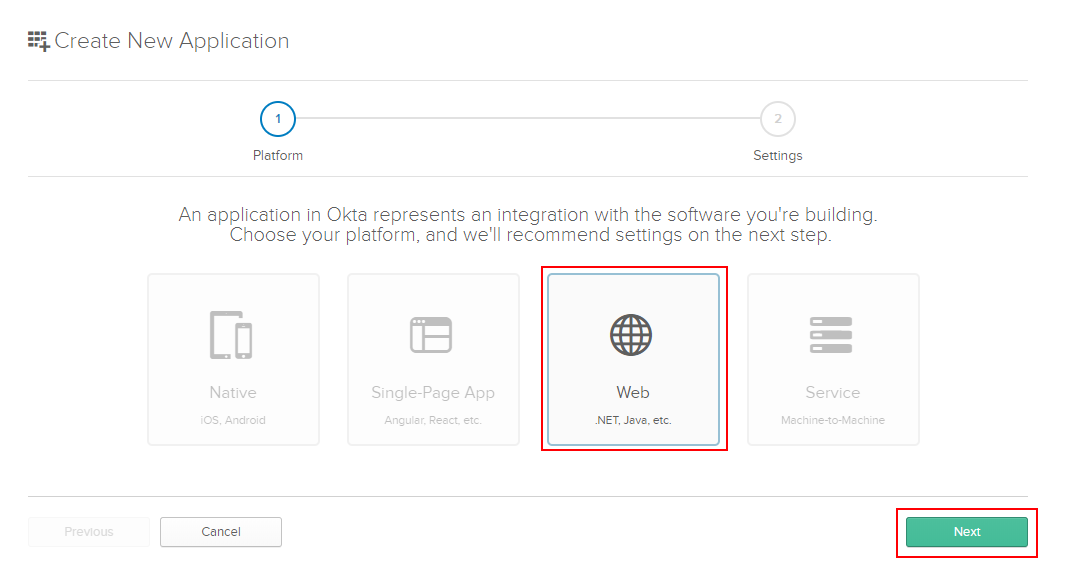 Create New Application
1
2
Platform
Settings
An application in Okta represents an integration with the software you're building.
Choose your platform, and we'll recommend settings on the next step.
Native
iOS, Android
Single-Page App
Angular, React, etc.
Web
.NET, Java, etc.
Service
Machine-to-Machine
Previous
Cancel
Next